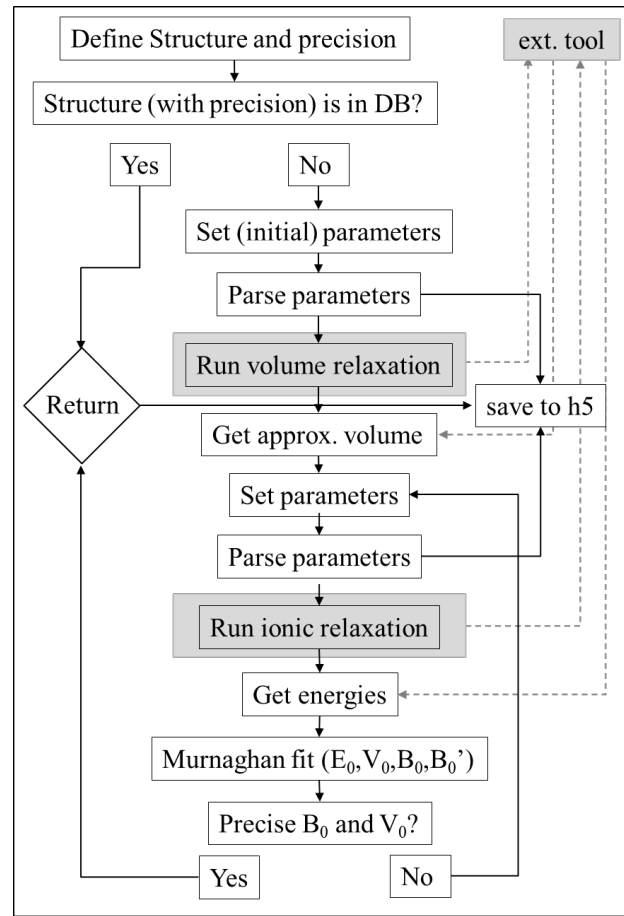 Define Structure and precision
ext. tool
Structure (with precision) is in DB?
Yes
No
Set (initial) parameters
Parse parameters
Run volume relaxation
Return
save to h5
Get approx. volume
Set parameters
Parse parameters
Run ionic relaxation
Get energies
Murnaghan fit (E₀,V₀,B₀,B₀’)
Precise B₀ and V₀?
Yes
No